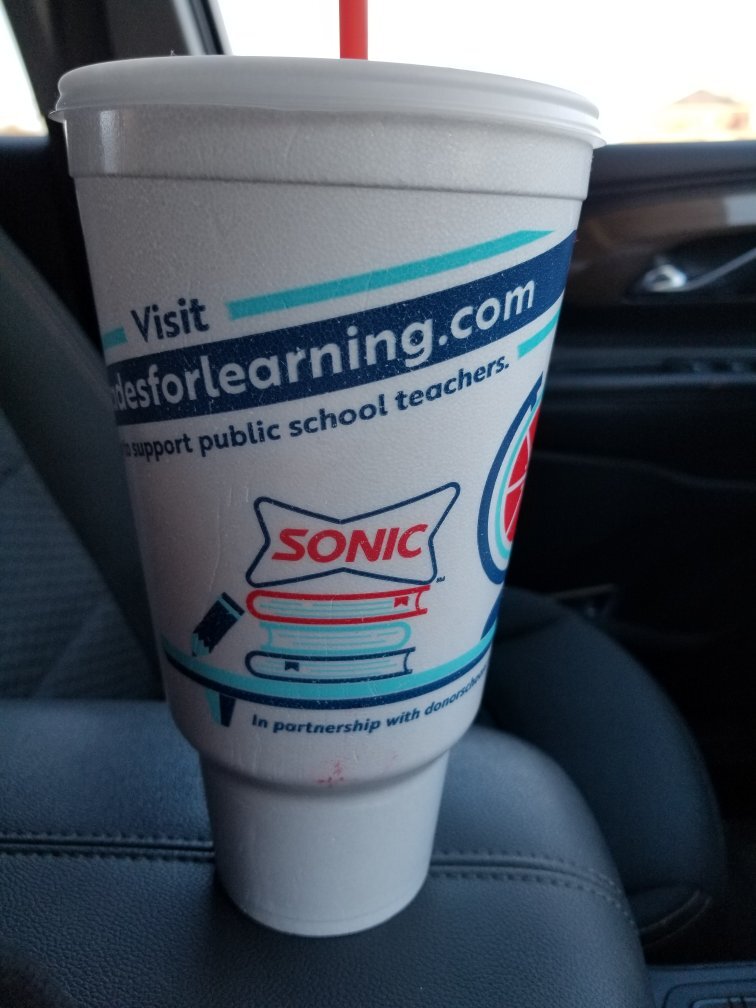 Visit
desforlearning.com
support public school teachers.
SONIC
In partnership with